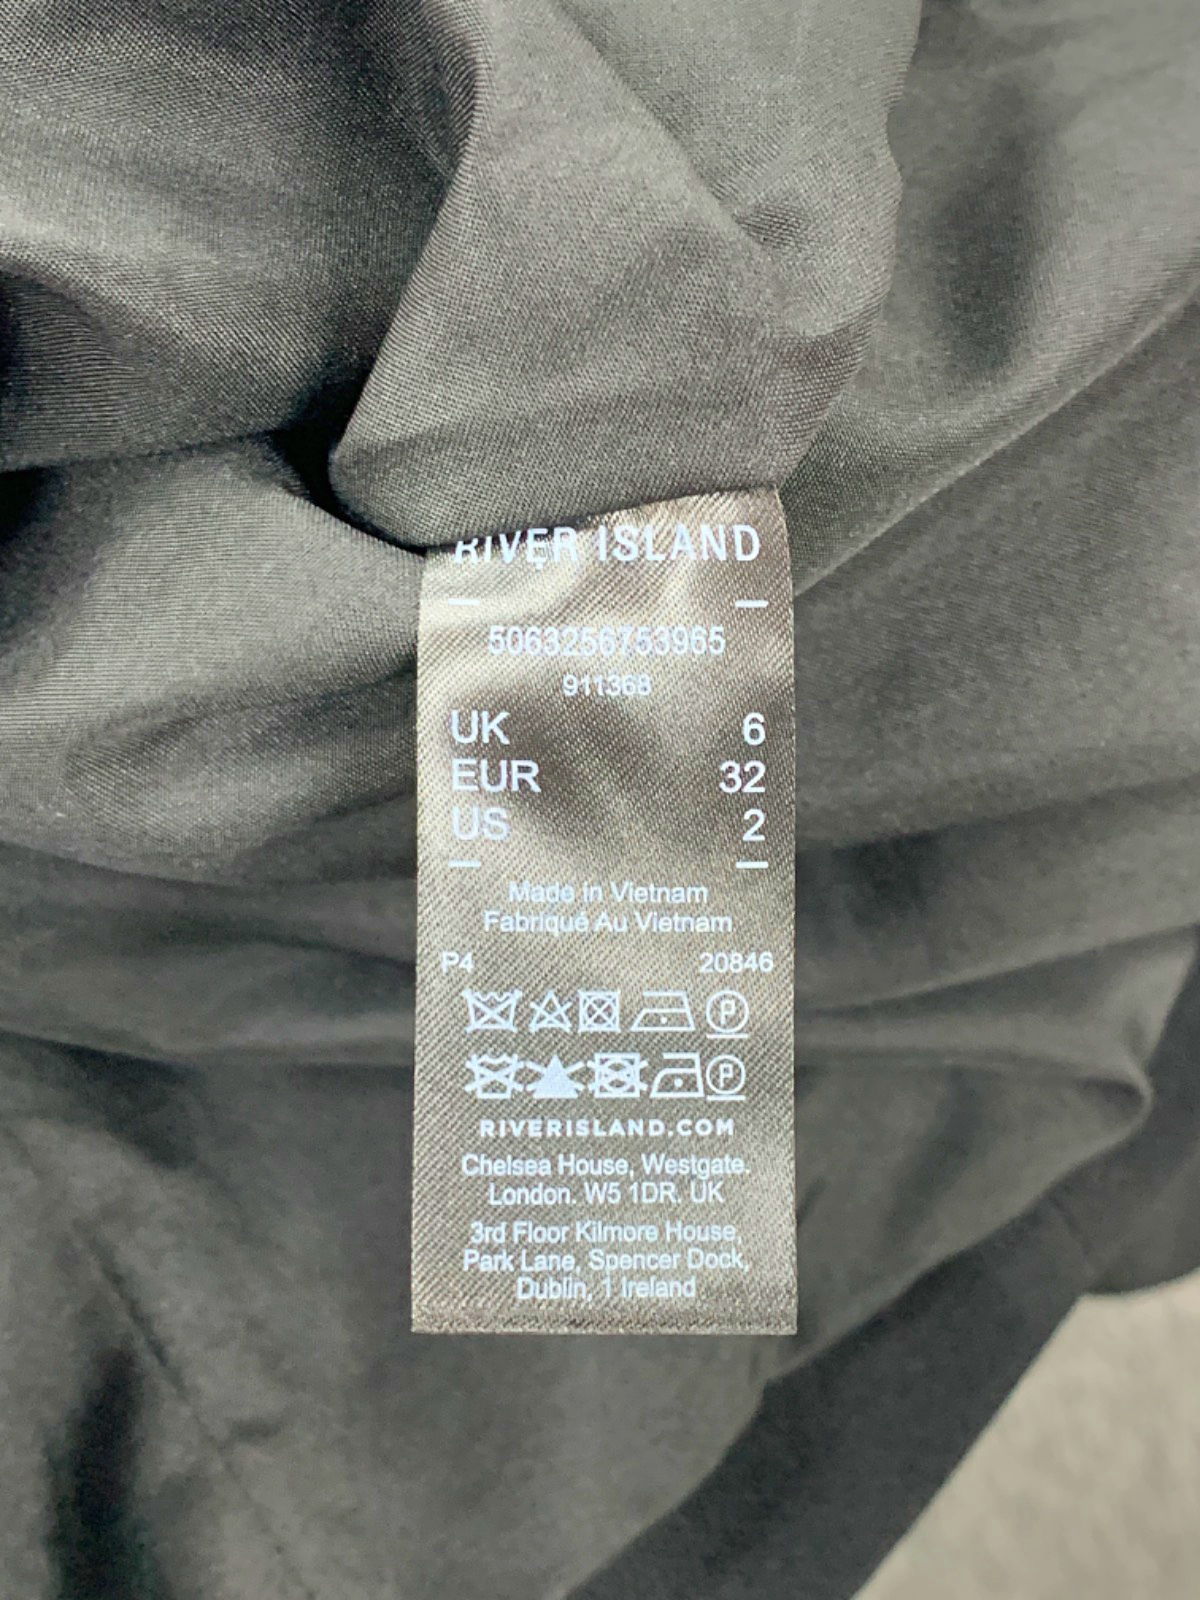 RIVER ISLAND
5063256753965
911368
UK 6
EUR 32
US 2
Made in Vietnam
Fabriqué Au Vietnam
P4 20846
P
P
RIVERISLAND.COM
Chelsea House, Westgate.
London. W5 1DR. UK
3rd Floor Kilmore House,
Park Lane, Spencer Dock,
Dublin, 1 Ireland